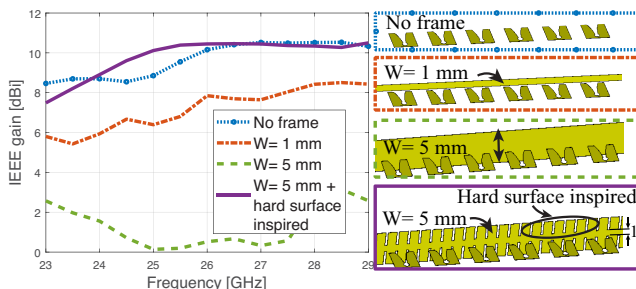 12
10
8
6
4
2
0
23
24
25
26
27
28
29
IEEE gain [dBi]
Frequency [GHz]
No frame
W= 1 mm
W= 5 mm
W= 5 mm +
hard surface
inspired
No frame
W= 1 mm
W= 5 mm
Hard surface inspired
W= 5 mm